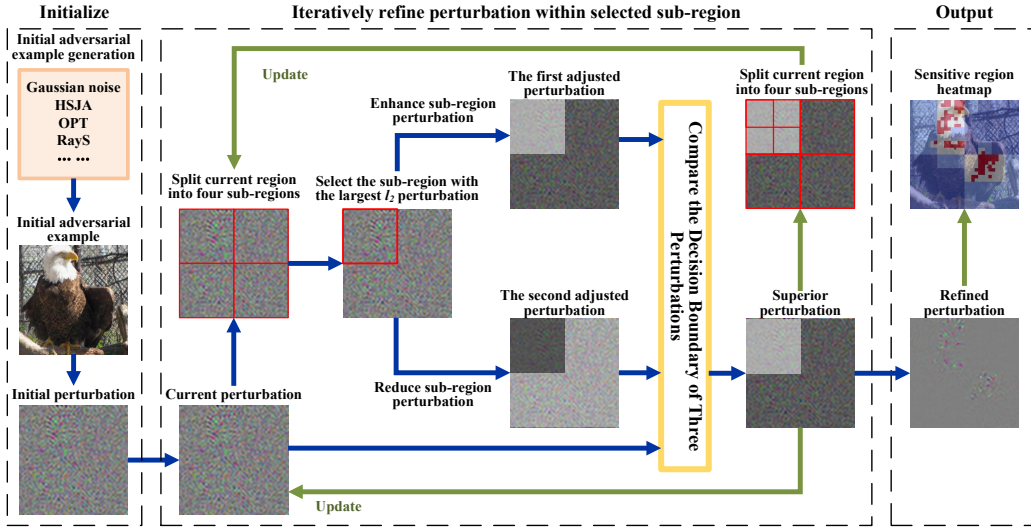 Initialize
Iteratively refine perturbation within selected sub-region
Output
Initial adversarial
example generation
Gaussian noise
HSJA
OPT
RayS
... ...
Initial adversarial
example
Initial perturbation
Update
Split current region
into four sub-regions
Current perturbation
Enhance sub-region
perturbation
Select the sub-region with
the largest l₂ perturbation
Reduce sub-region
perturbation
The first adjusted
perturbation
The second adjusted
perturbation
Compare the Decision Boundary of Three
Perturbations
Split current region
into four sub-regions
Superior
perturbation
Update
Sensitive region
heatmap
Refined
perturbation